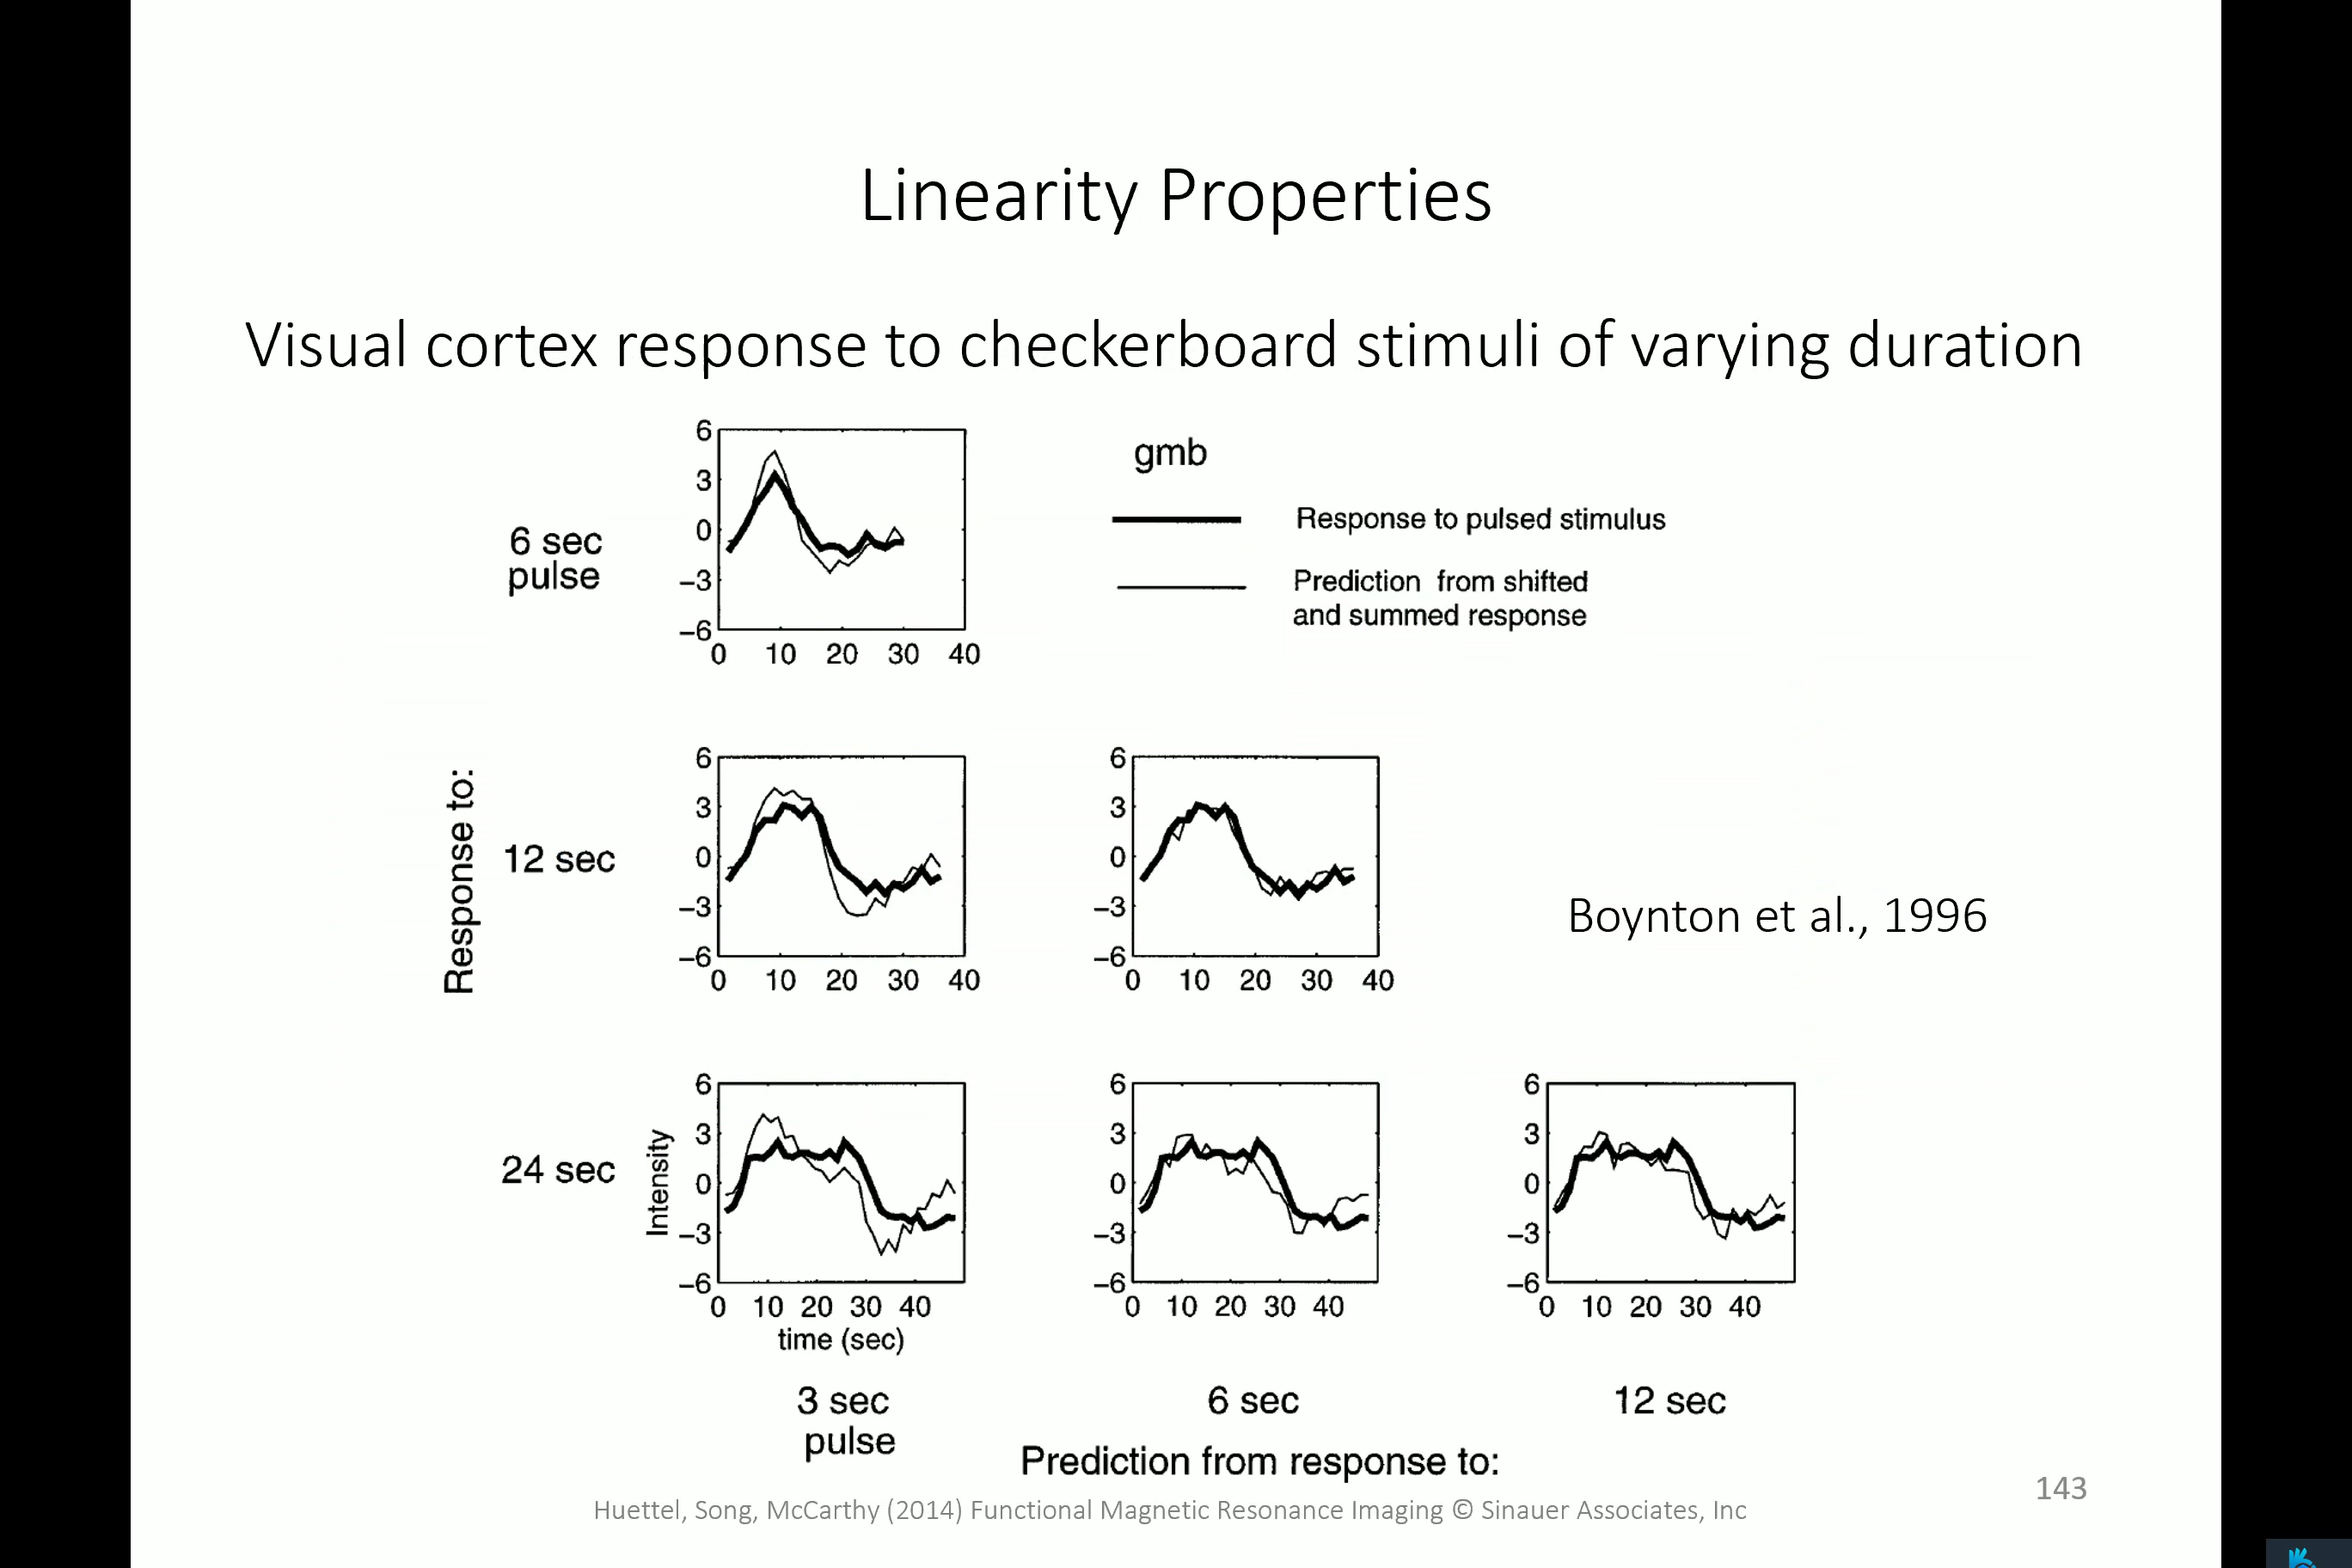 Linearity Properties
Visual cortex response to checkerboard stimuli of varying duration
6
3
0
−3
−6
0 10 20 30 40
6 sec
pulse
gmb
Response to pulsed stimulus
Prediction from shifted
and summed response
Response to:
12 sec
6
3
0
−3
−6
0 10 20 30 40
6
3
0
−3
−6
0 10 20 30 40
Boynton et al., 1996
24 sec
Intensity
6
3
0
−3
−6
0 10 20 30 40
time (sec)
6
3
0
−3
−6
0 10 20 30 40
6
3
0
−3
−6
0 10 20 30 40
3 sec
pulse
6 sec
12 sec
Prediction from response to:
143
Huettel, Song, McCarthy (2014) Functional Magnetic Resonance Imaging © Sinauer Associates, Inc